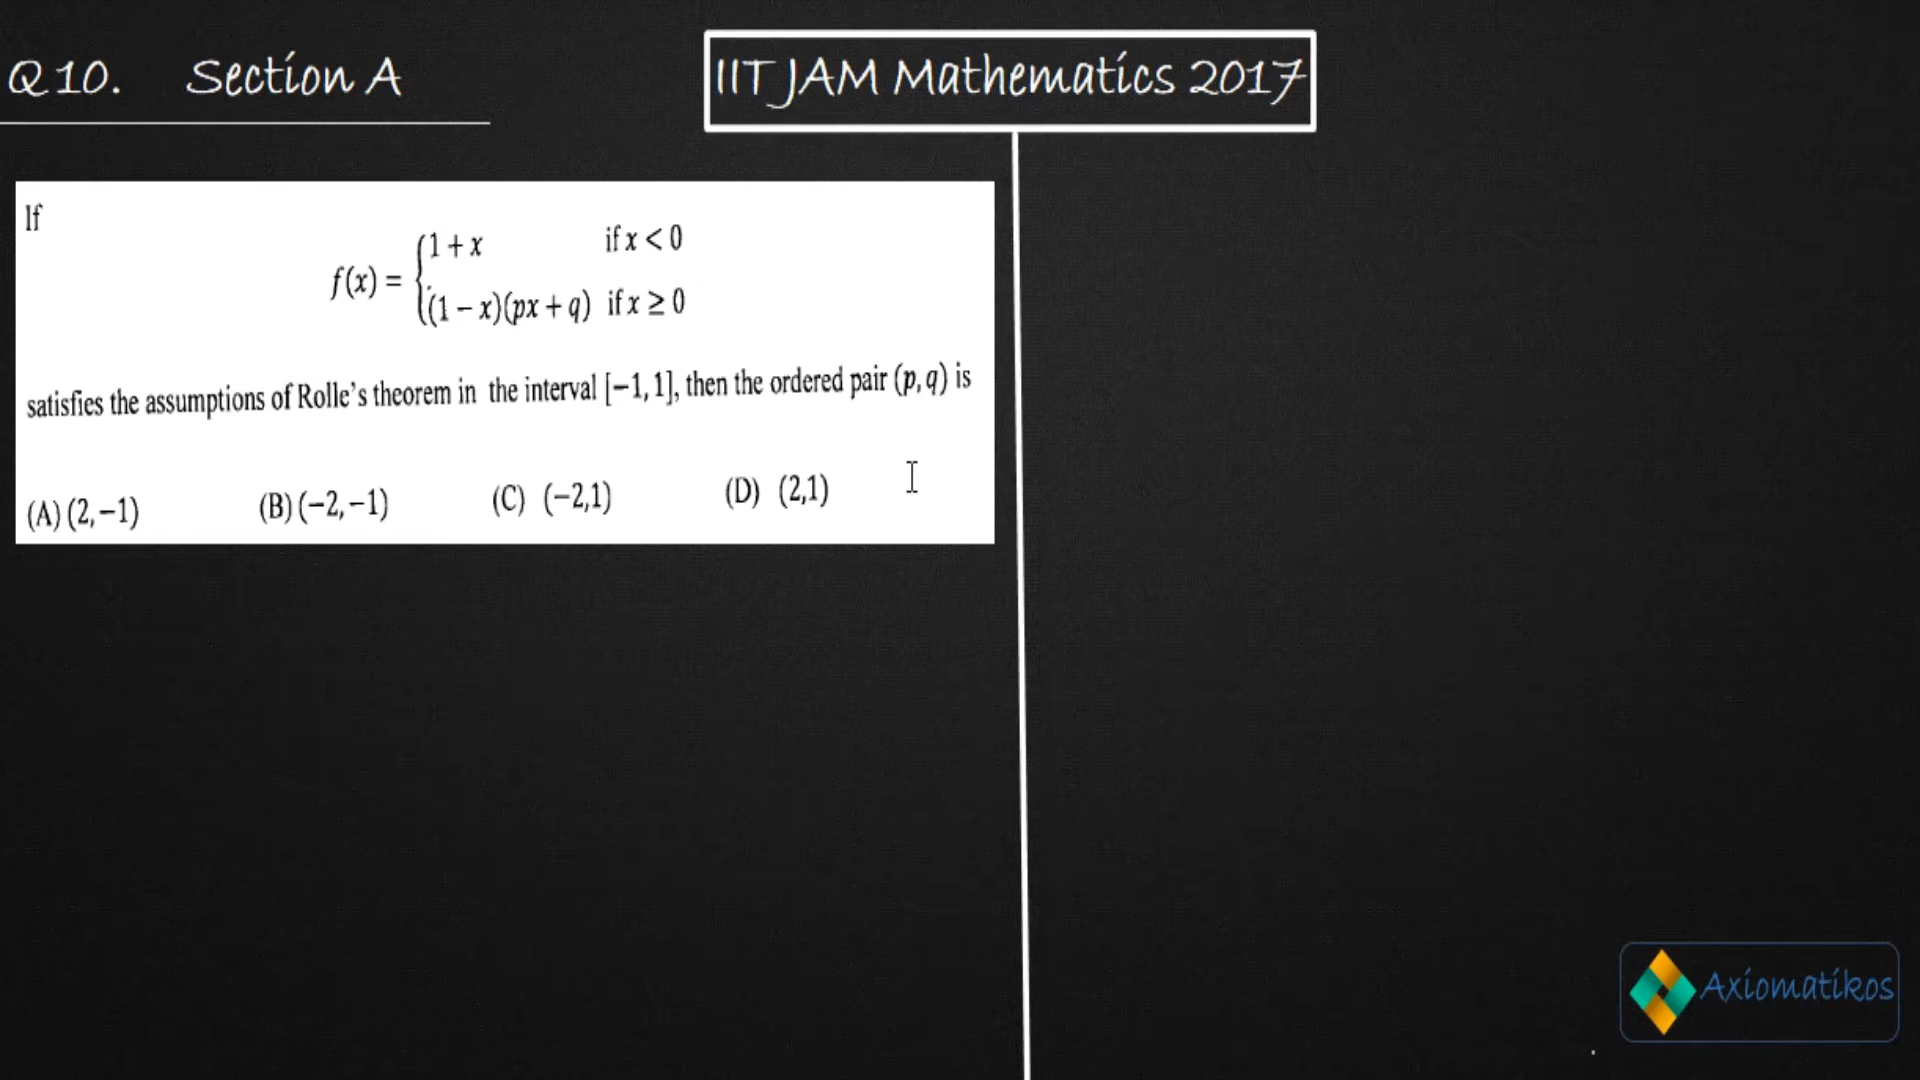 Q10. Section A
IIT JAM Mathematics 2017
If
f(x) = { 1 + x if x < 0
(1 − x)(px + q) if x ≥ 0
satisfies the assumptions of Rolle's theorem in the interval [−1, 1], then the ordered pair (p, q) is
(A) (2, −1) (B) (−2, −1) (C) (−2,1) (D) (2,1)
Axiomatikos